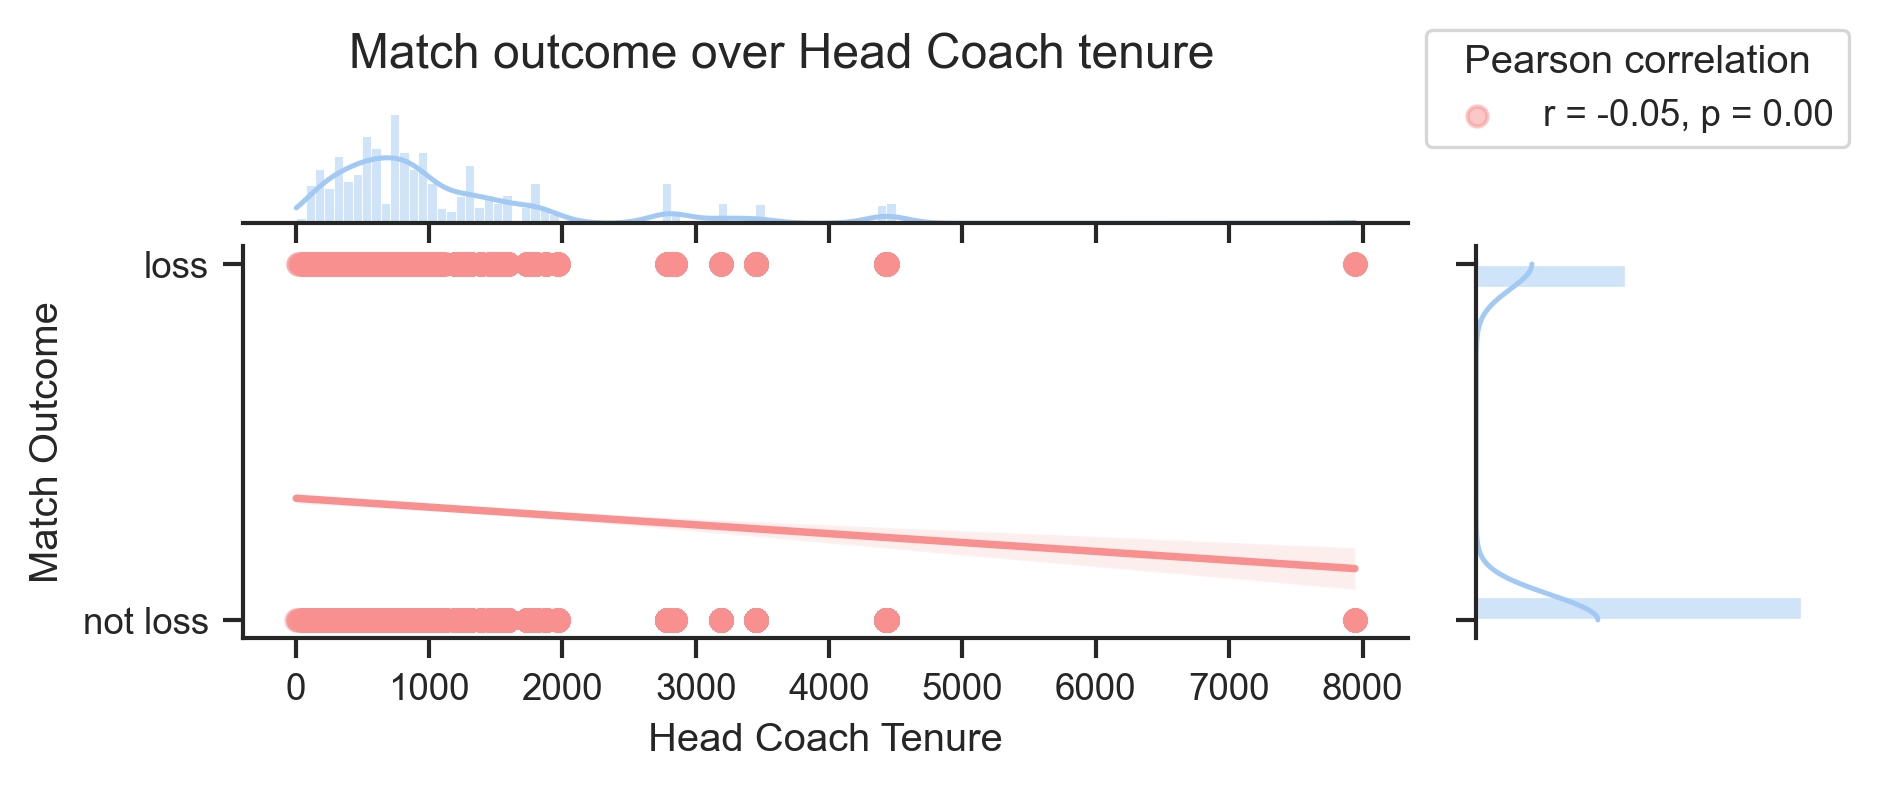 Match outcome over Head Coach tenure
Pearson correlation
r = -0.05, p = 0.00
loss
Match Outcome
not loss
0 1000 2000 3000 4000 5000 6000 7000 8000
Head Coach Tenure